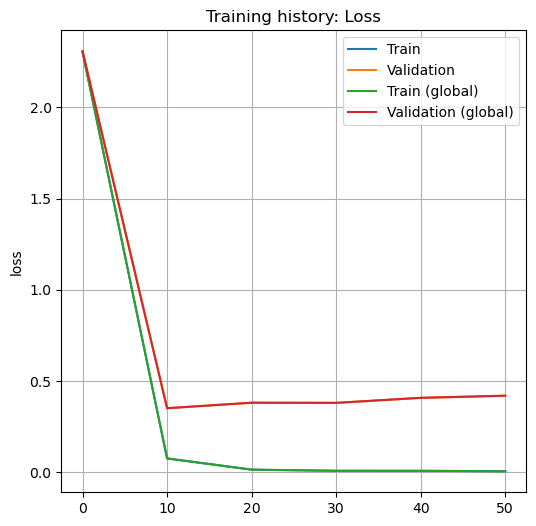 Training history: Loss
Train
Validation
Train (global)
Validation (global)
2.0
1.5
1.0
0.5
0.0
loss
0 10 20 30 40 50